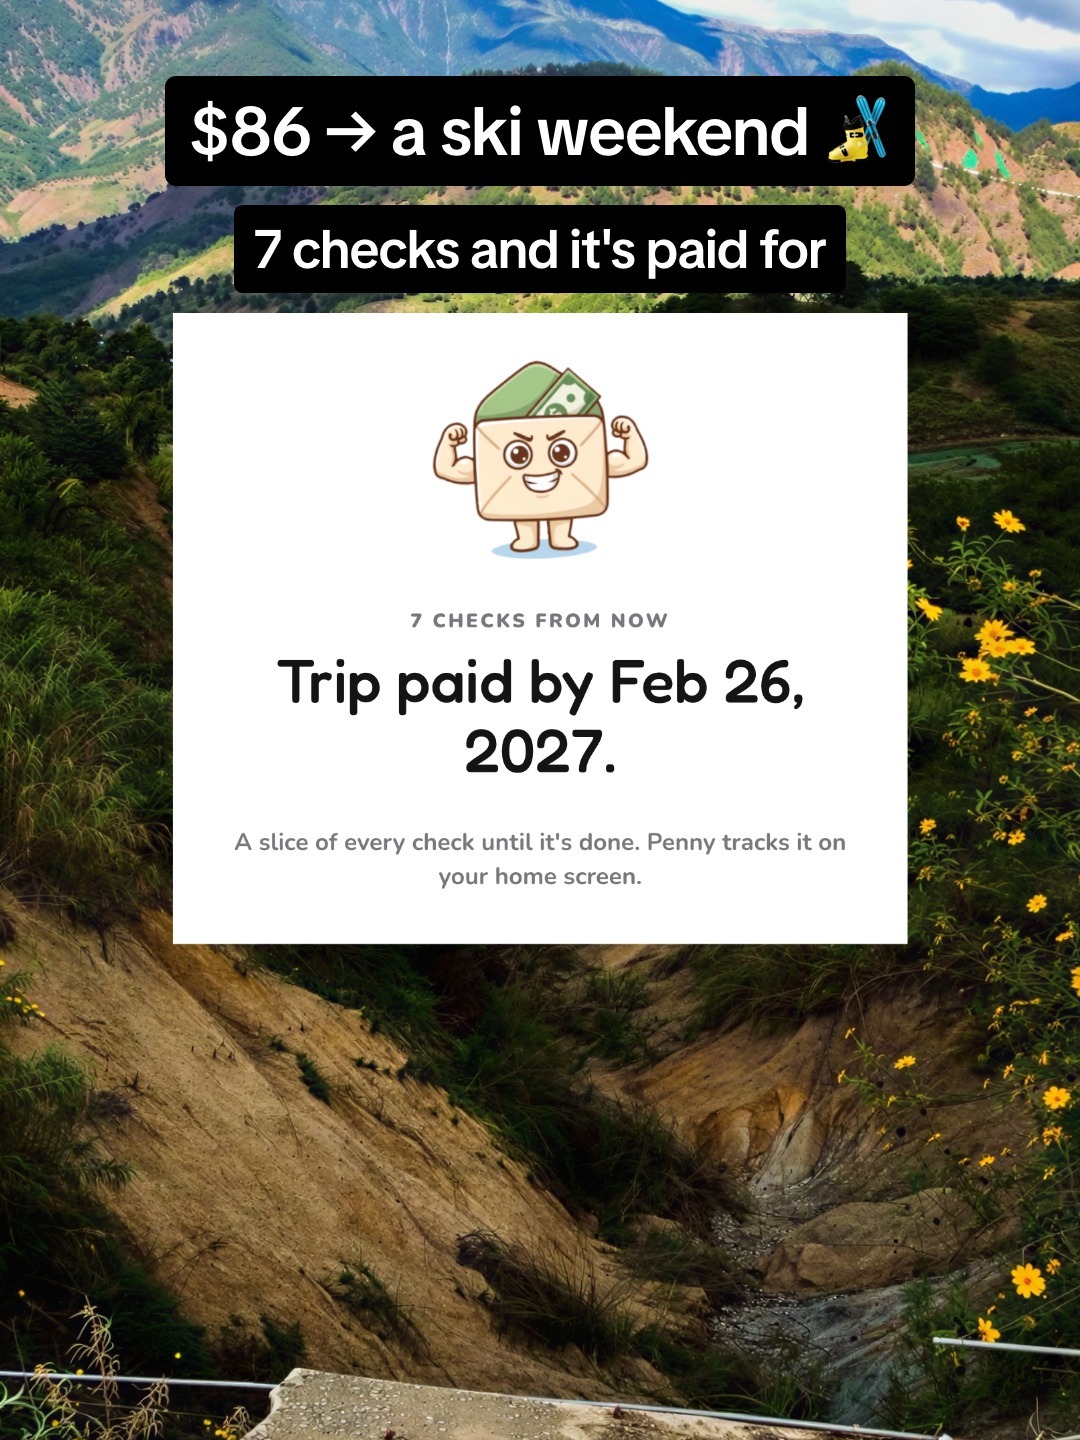 $86 → a ski weekend 🎿
7 checks and it's paid for
7 CHECKS FROM NOW
Trip paid by Feb 26,
2027.
A slice of every check until it's done. Penny tracks it on
your home screen.